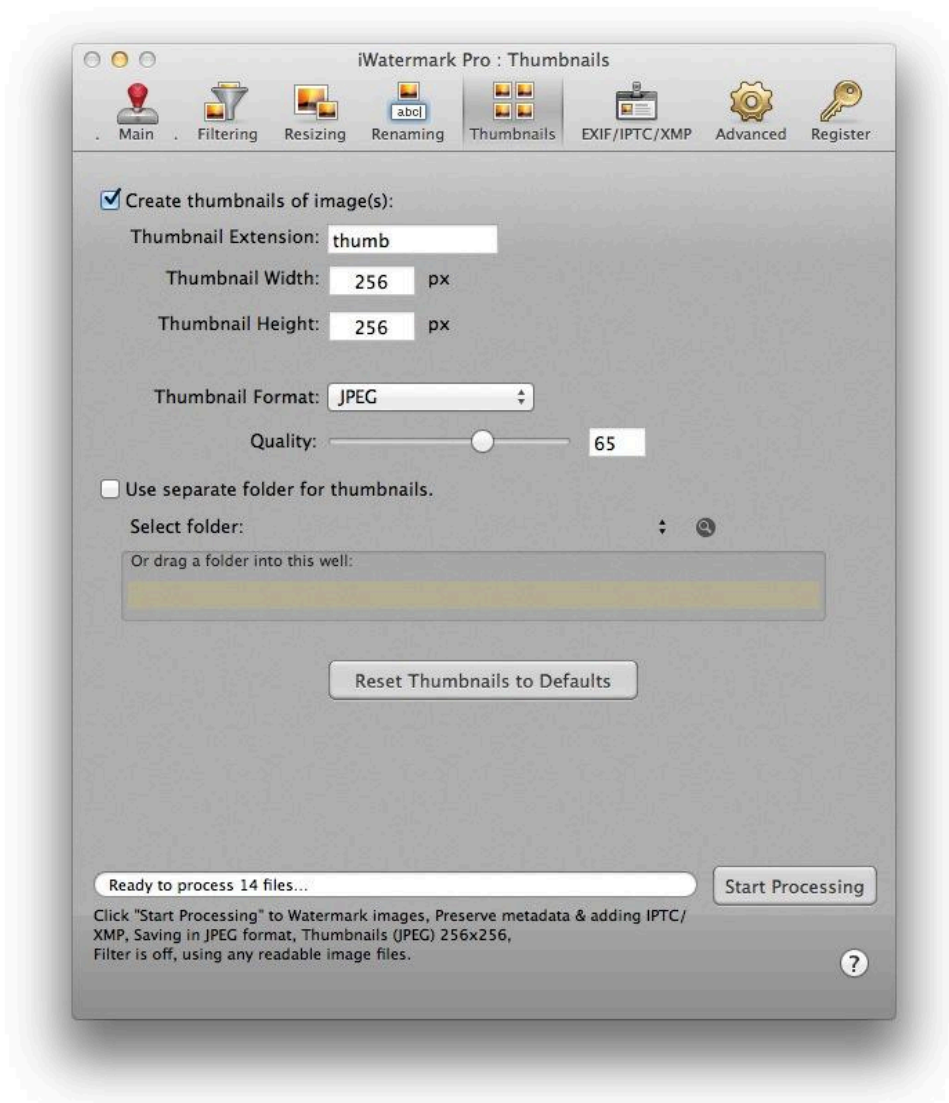 iWatermark Pro : Thumbnails
abc
. Main . Filtering Resizing Renaming Thumbnails EXIF/IPTC/XMP Advanced Register
Create thumbnails of image(s):
Thumbnail Extension: thumb
Thumbnail Width: 256 px
Thumbnail Height: 256 px
Thumbnail Format: JPEG
Quality: 65
Use separate folder for thumbnails.
Select folder:
Or drag a folder into this well:
Reset Thumbnails to Defaults
Ready to process 14 files...
Start Processing
Click "Start Processing" to Watermark images, Preserve metadata & adding IPTC/
XMP, Saving in JPEG format, Thumbnails (JPEG) 256x256,
Filter is off, using any readable image files.
?